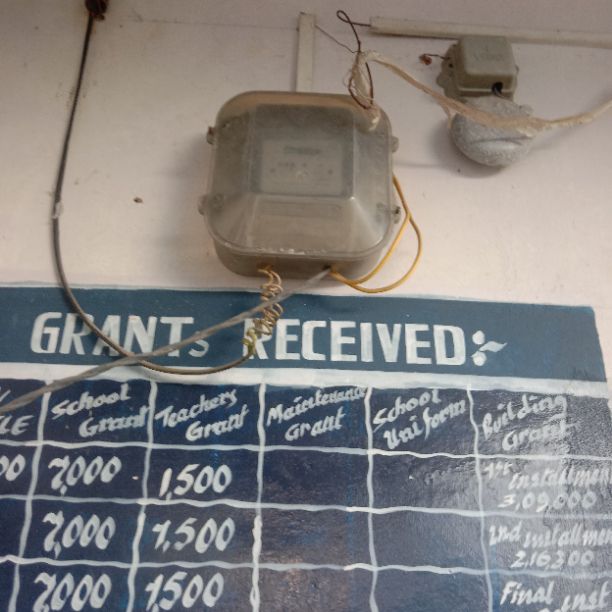 GRANTs RECEIVED:~
School Grant
Teachers Grant
Maintenance Grant
School Uniform
Building Grant
7,000
1,500
1st installment
3,09,000
7,000
1,500
2nd installment
2,16,300
7,000
1500
Final